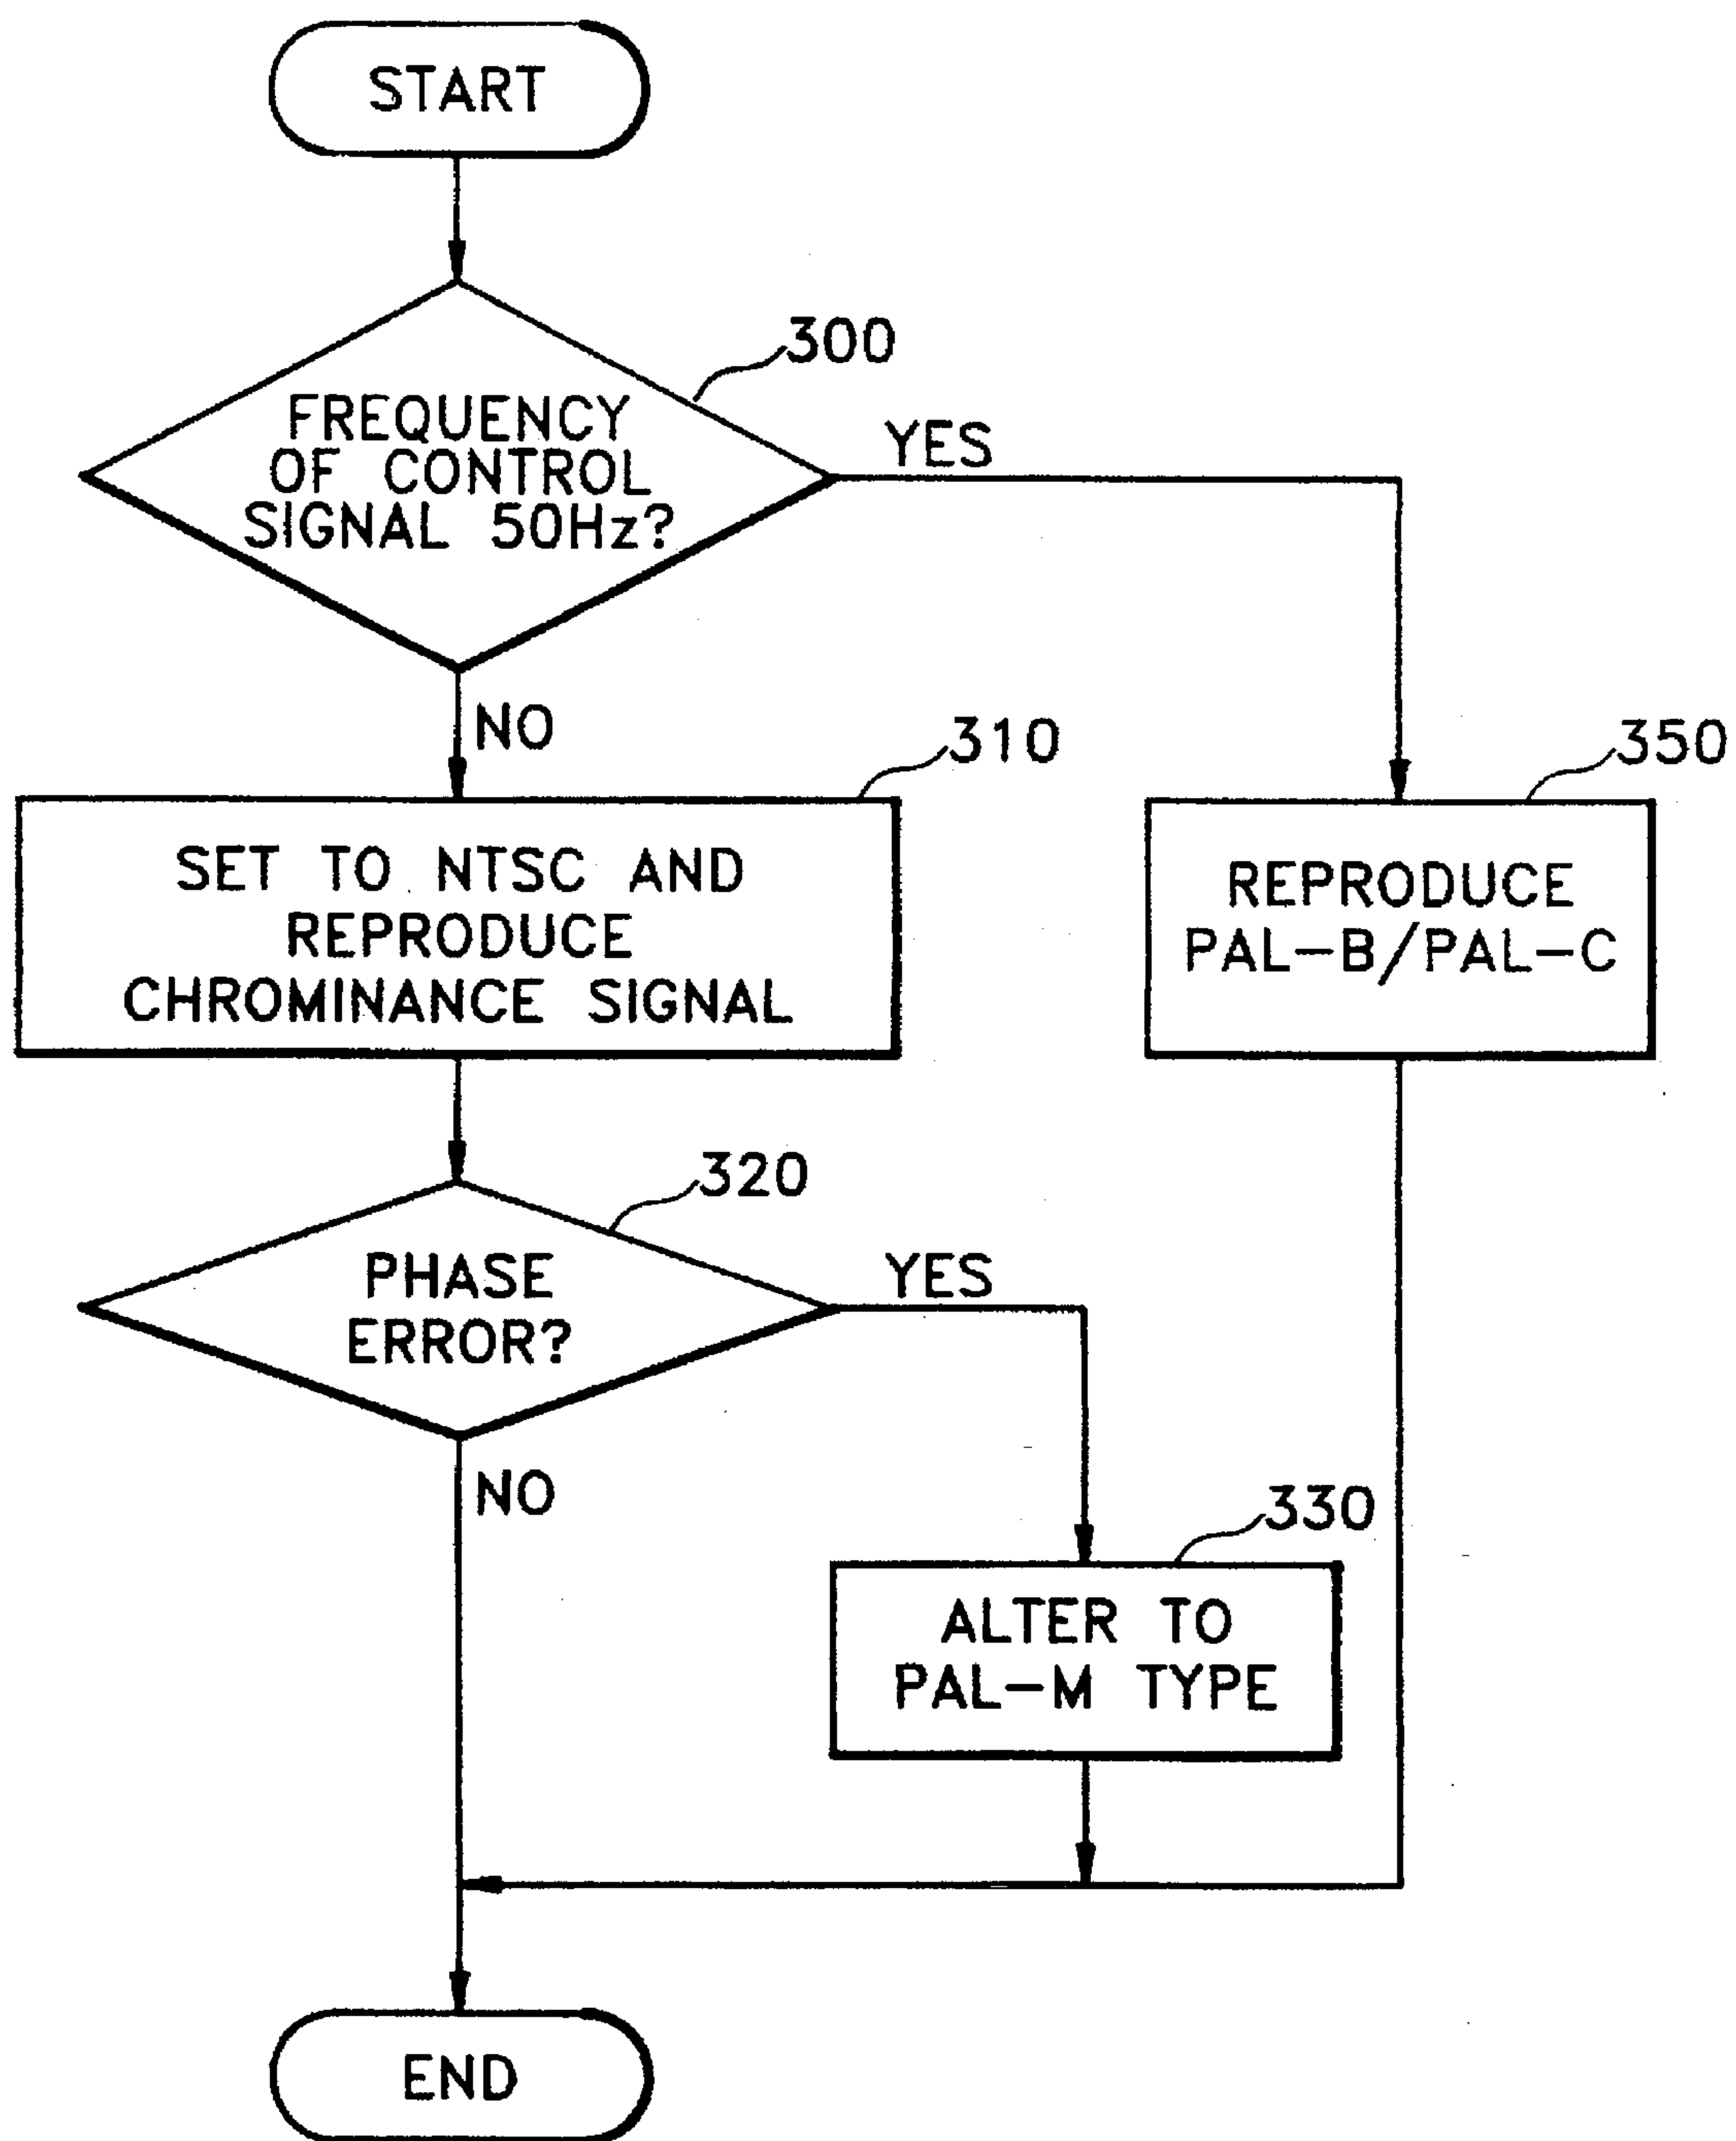 START
300
FREQUENCY
OF CONTROL
SIGNAL 50Hz?
YES
NO
310
SET TO NTSC AND
REPRODUCE
CHROMINANCE SIGNAL
350
REPRODUCE
PAL-B/PAL-C
320
PHASE
ERROR?
YES
NO
330
ALTER TO
PAL-M TYPE
END